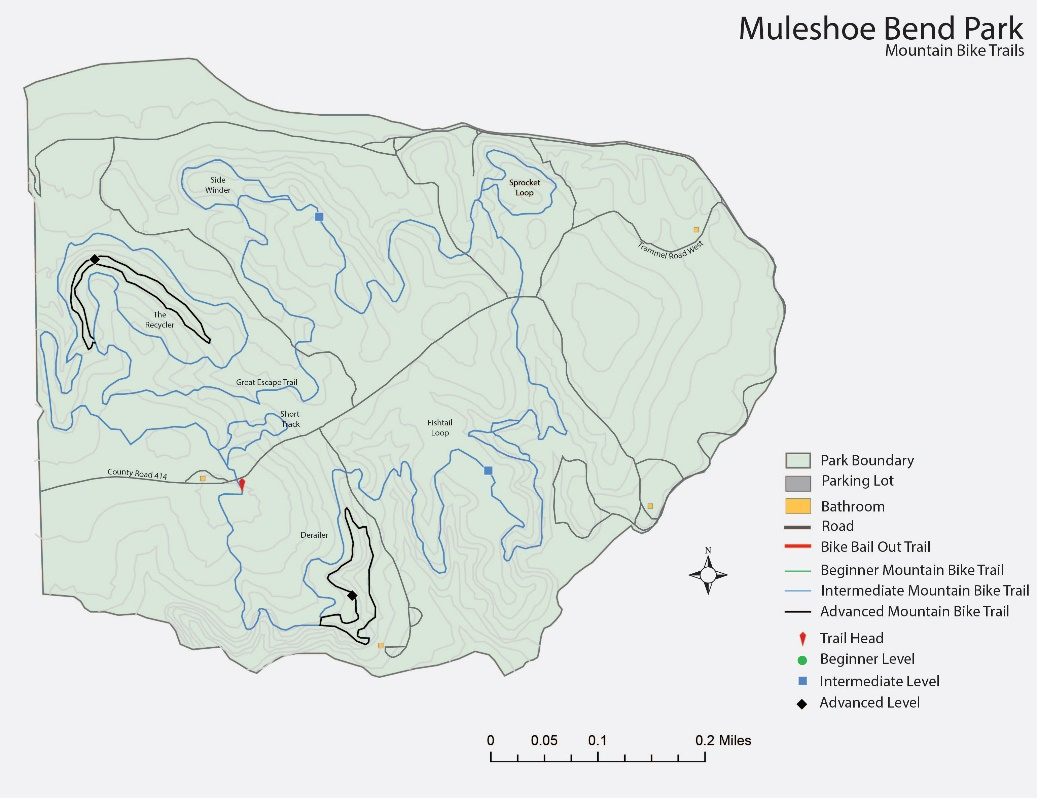 Muleshoe Bend Park
Mountain Bike Trails
Side
Winder
Sprocket
Loop
Trammel Road West
The
Recycler
Great Escape Trail
Short
Track
Fishtail
Loop
County Road 414
Derailer
Park Boundary
Parking Lot
Bathroom
Road
Bike Bail Out Trail
Beginner Mountain Bike Trail
Intermediate Mountain Bike Trail
Advanced Mountain Bike Trail
Trail Head
Beginner Level
Intermediate Level
Advanced Level
N
0 0.05 0.1 0.2 Miles